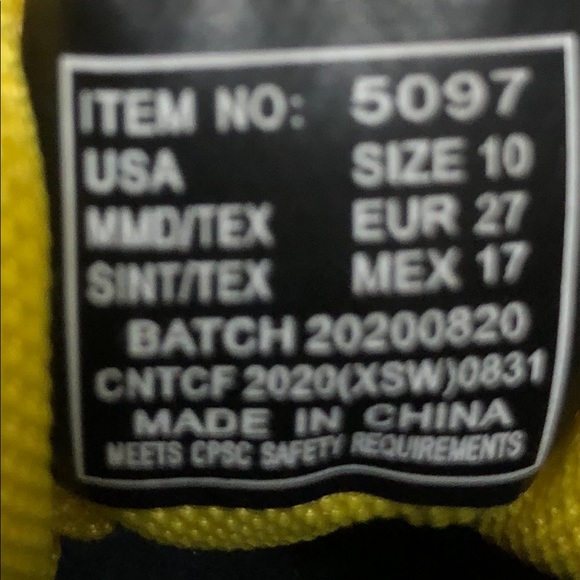 ITEM NO: 5097
USA SIZE 10
MMD/TEX EUR 27
SINT/TEX MEX 17
BATCH 20200820
CNTCF 2020(XSW)0831
MADE IN CHINA
MEETS CPSC SAFETY REQUIREMENTS